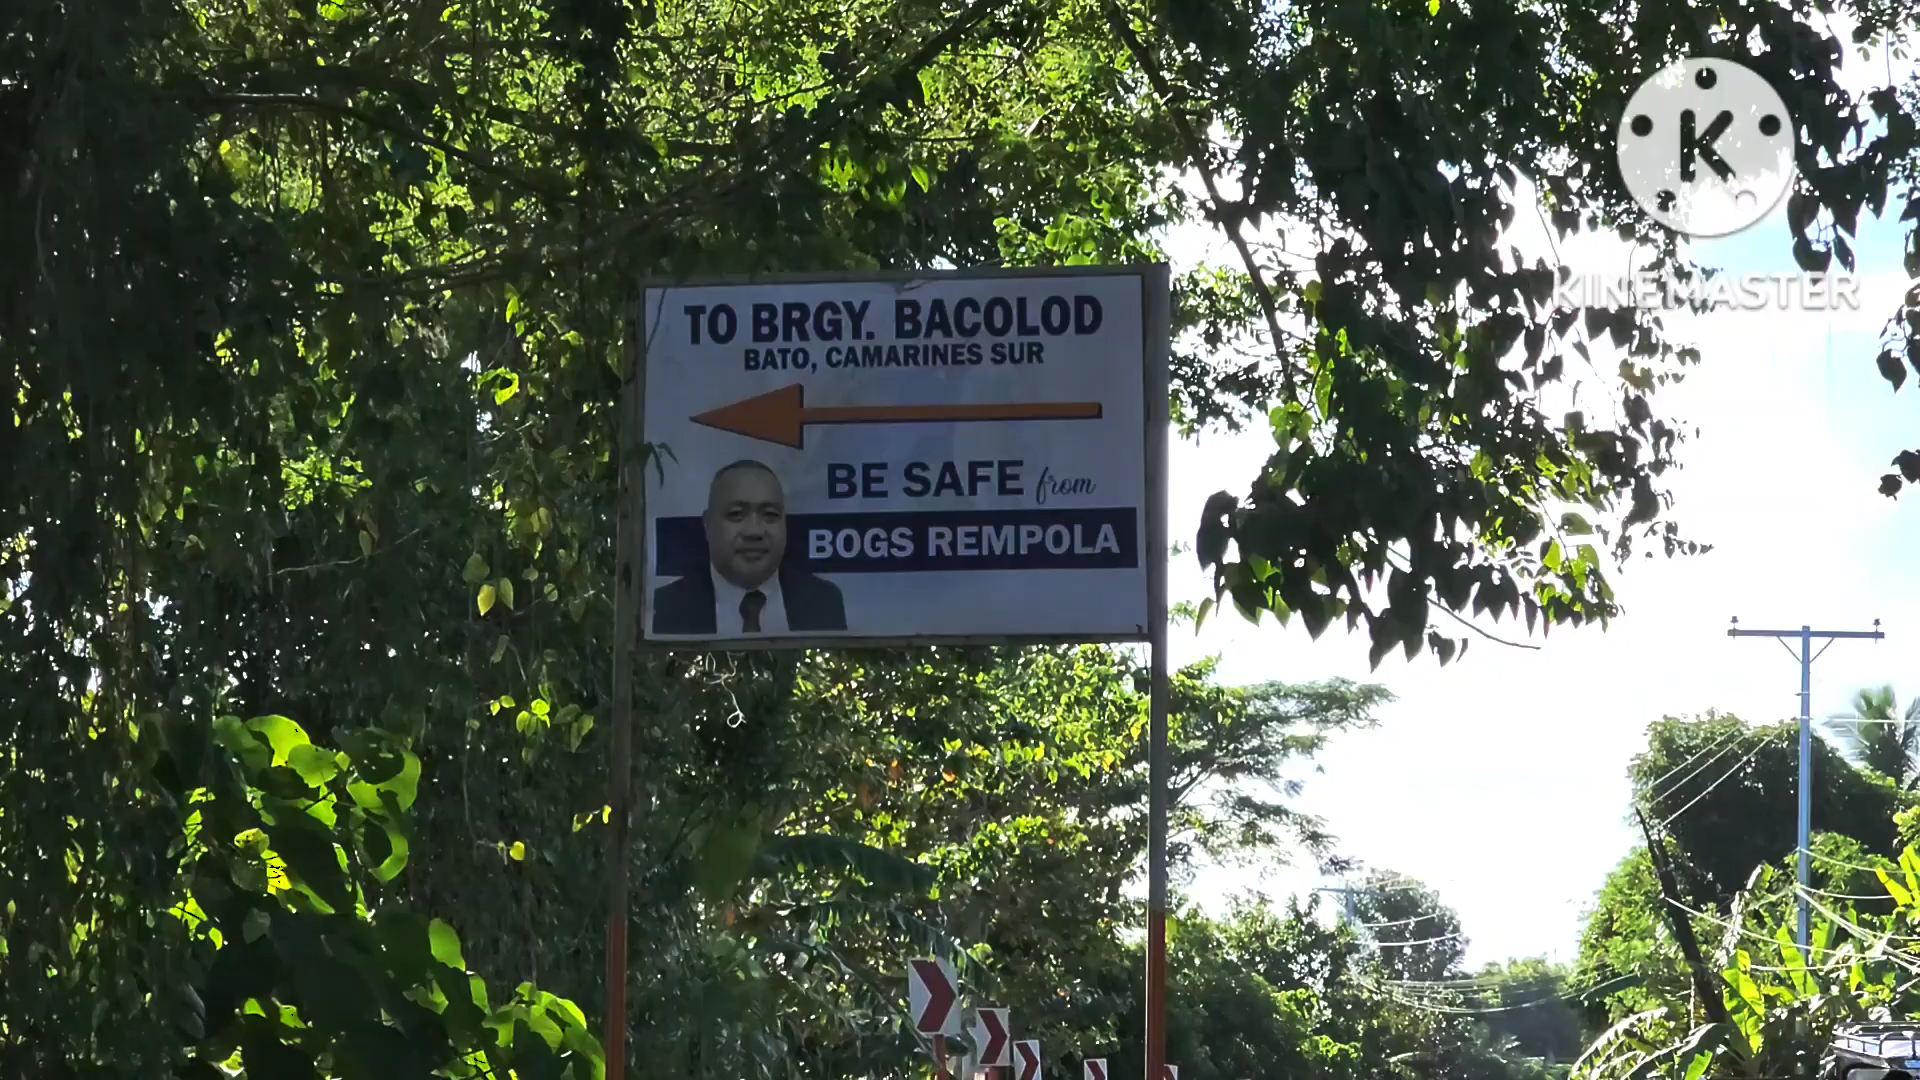 TO BRGY. BACOLOD
BATO, CAMARINES SUR
BE SAFE from
BOGS REMPOLA
K
KINEMASTER